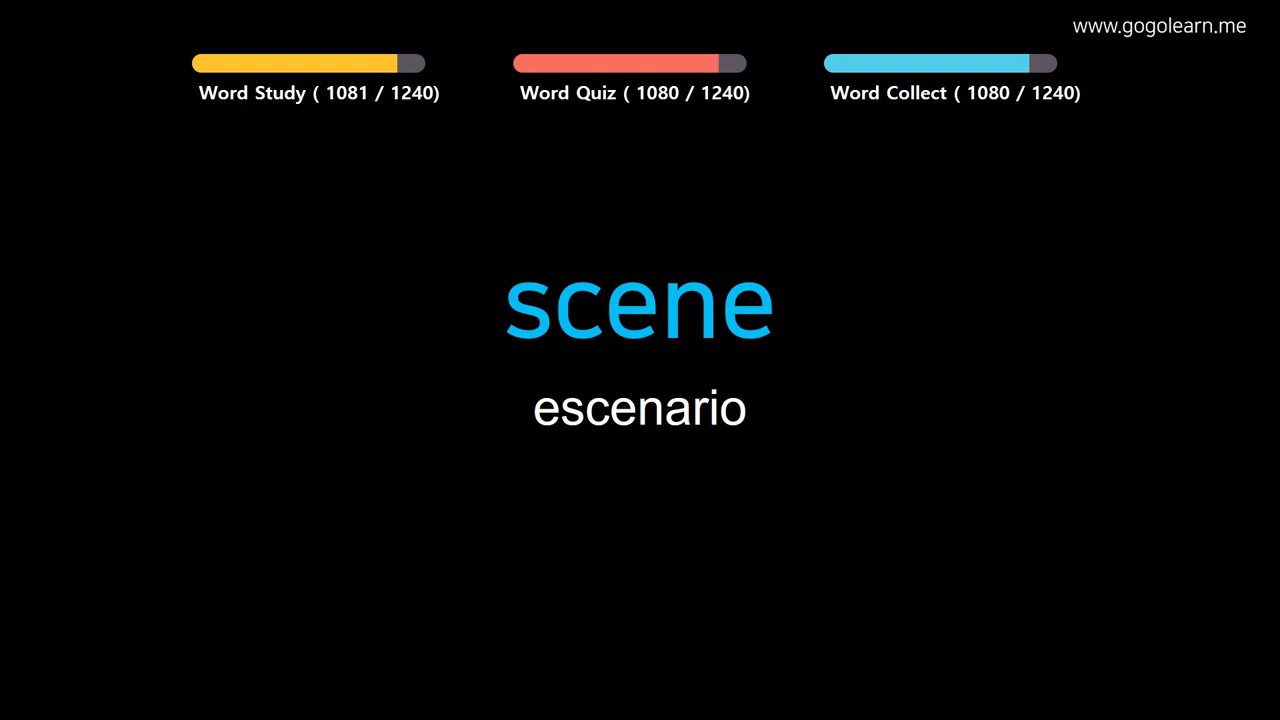 www.gogolearn.me
Word Study ( 1081 / 1240)
Word Quiz ( 1080 / 1240)
Word Collect ( 1080 / 1240)
scene
escenario